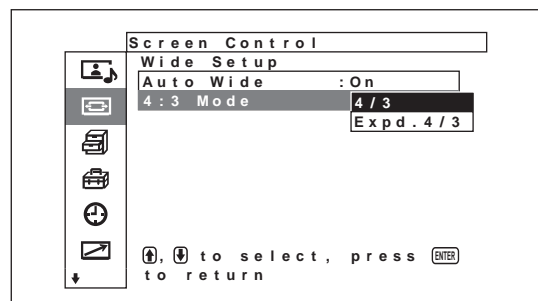 Screen Control
Wide Setup
Auto Wide :On
4:3 Mode 4/3
Expd.4/3
, to select, press ENTER
to return